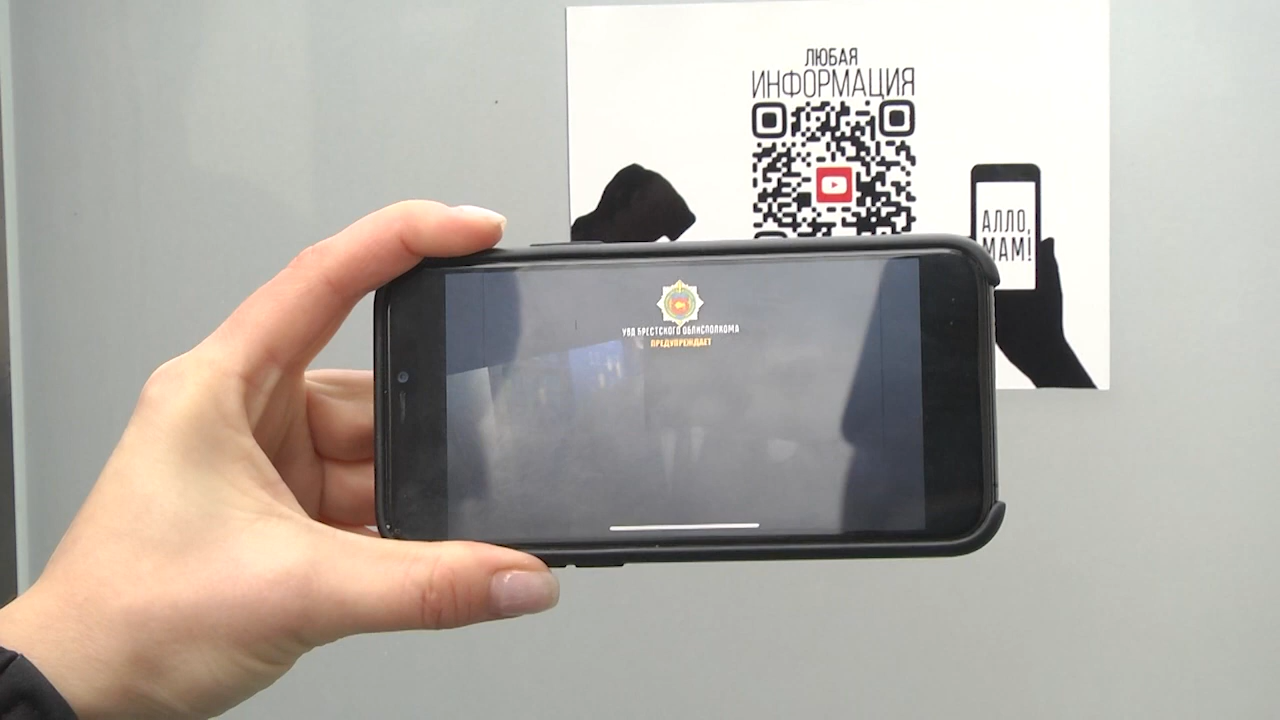 ЛЮБАЯ
ИНФОРМАЦИЯ
АЛЛО,
МАМ!
УВД БРЕСТСКОГО ОБЛИСПОЛКОМА
ПРЕДУПРЕЖДАЕТ